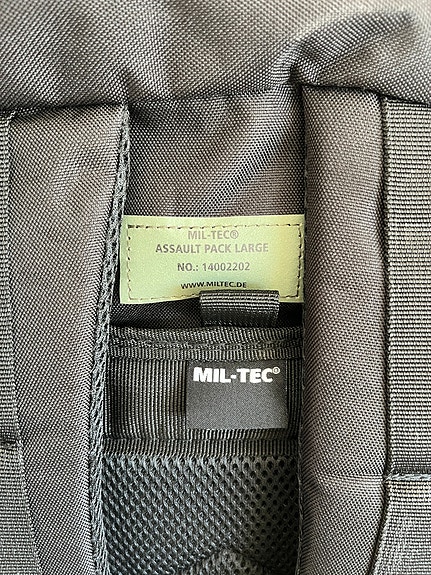 MIL-TEC®
ASSAULT PACK LARGE
NO.: 14002202
WWW.MILTEC.DE
MIL-TEC®